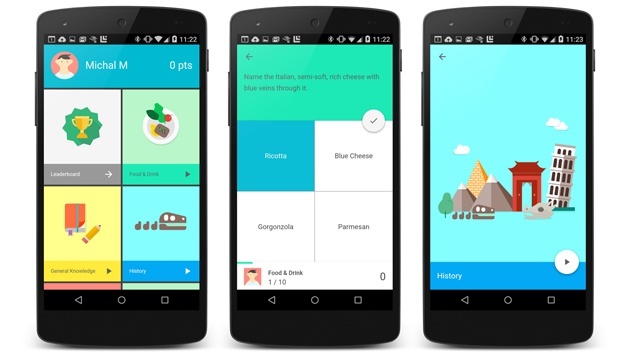 11:22
Michal M
0 pts
Leaderboard
Food & Drink
General Knowledge
History
11:22
Name the Italian, semi-soft, rich cheese with
blue veins through it.
Ricotta
Blue Cheese
Gorgonzola
Parmesan
Food & Drink
1 / 10
0
11:23
History